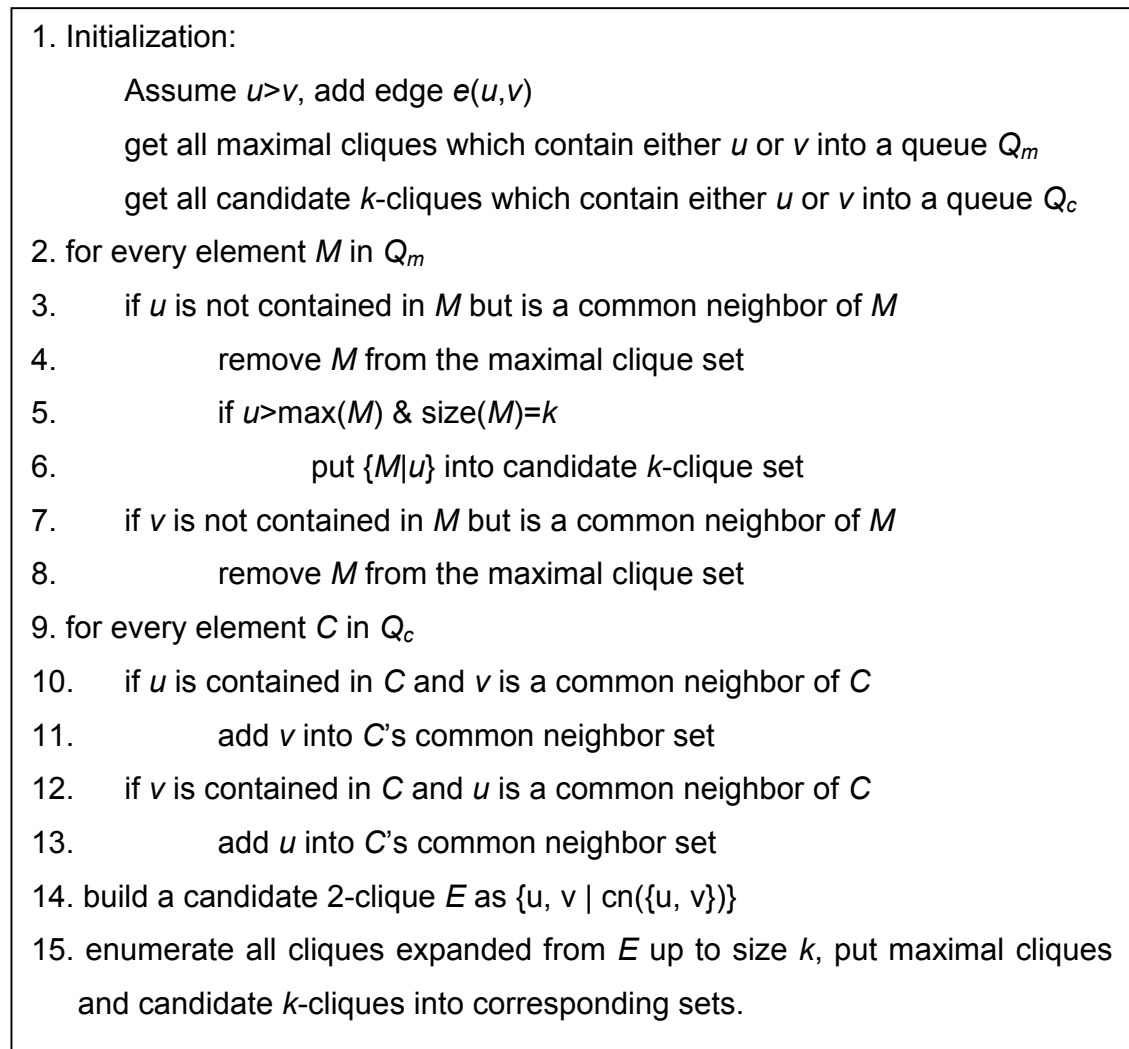 1. Initialization:
Assume u>v, add edge e(u,v)
get all maximal cliques which contain either u or v into a queue Qm
get all candidate k-cliques which contain either u or v into a queue Qc
2. for every element M in Qm
3. if u is not contained in M but is a common neighbor of M
4. remove M from the maximal clique set
5. if u>max(M) & size(M)=k
6. put {M|u} into candidate k-clique set
7. if v is not contained in M but is a common neighbor of M
8. remove M from the maximal clique set
9. for every element C in Qc
10. if u is contained in C and v is a common neighbor of C
11. add v into C’s common neighbor set
12. if v is contained in C and u is a common neighbor of C
13. add u into C’s common neighbor set
14. build a candidate 2-clique E as {u, v | cn({u, v})}
15. enumerate all cliques expanded from E up to size k, put maximal cliques
and candidate k-cliques into corresponding sets.